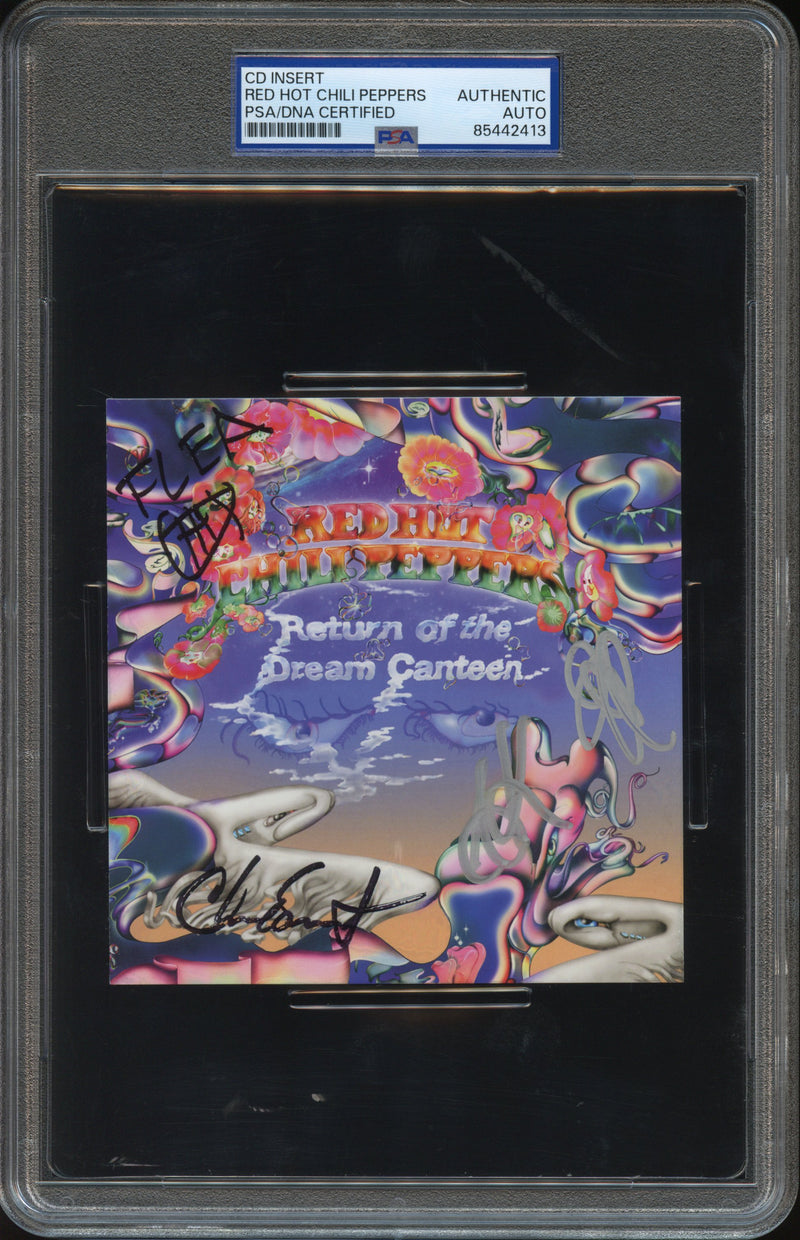 CD INSERT
RED HOT CHILI PEPPERS
PSA/DNA CERTIFIED
AUTHENTIC
AUTO
85442413
PSA
FLEA
RED HOT
CHILI PEPPERS
Return of the
Dream Canteen